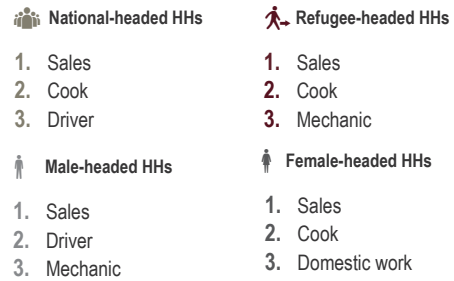 National-headed HHs
1. Sales
2. Cook
3. Driver
Refugee-headed HHs
1. Sales
2. Cook
3. Mechanic
Male-headed HHs
1. Sales
2. Driver
3. Mechanic
Female-headed HHs
1. Sales
2. Cook
3. Domestic work